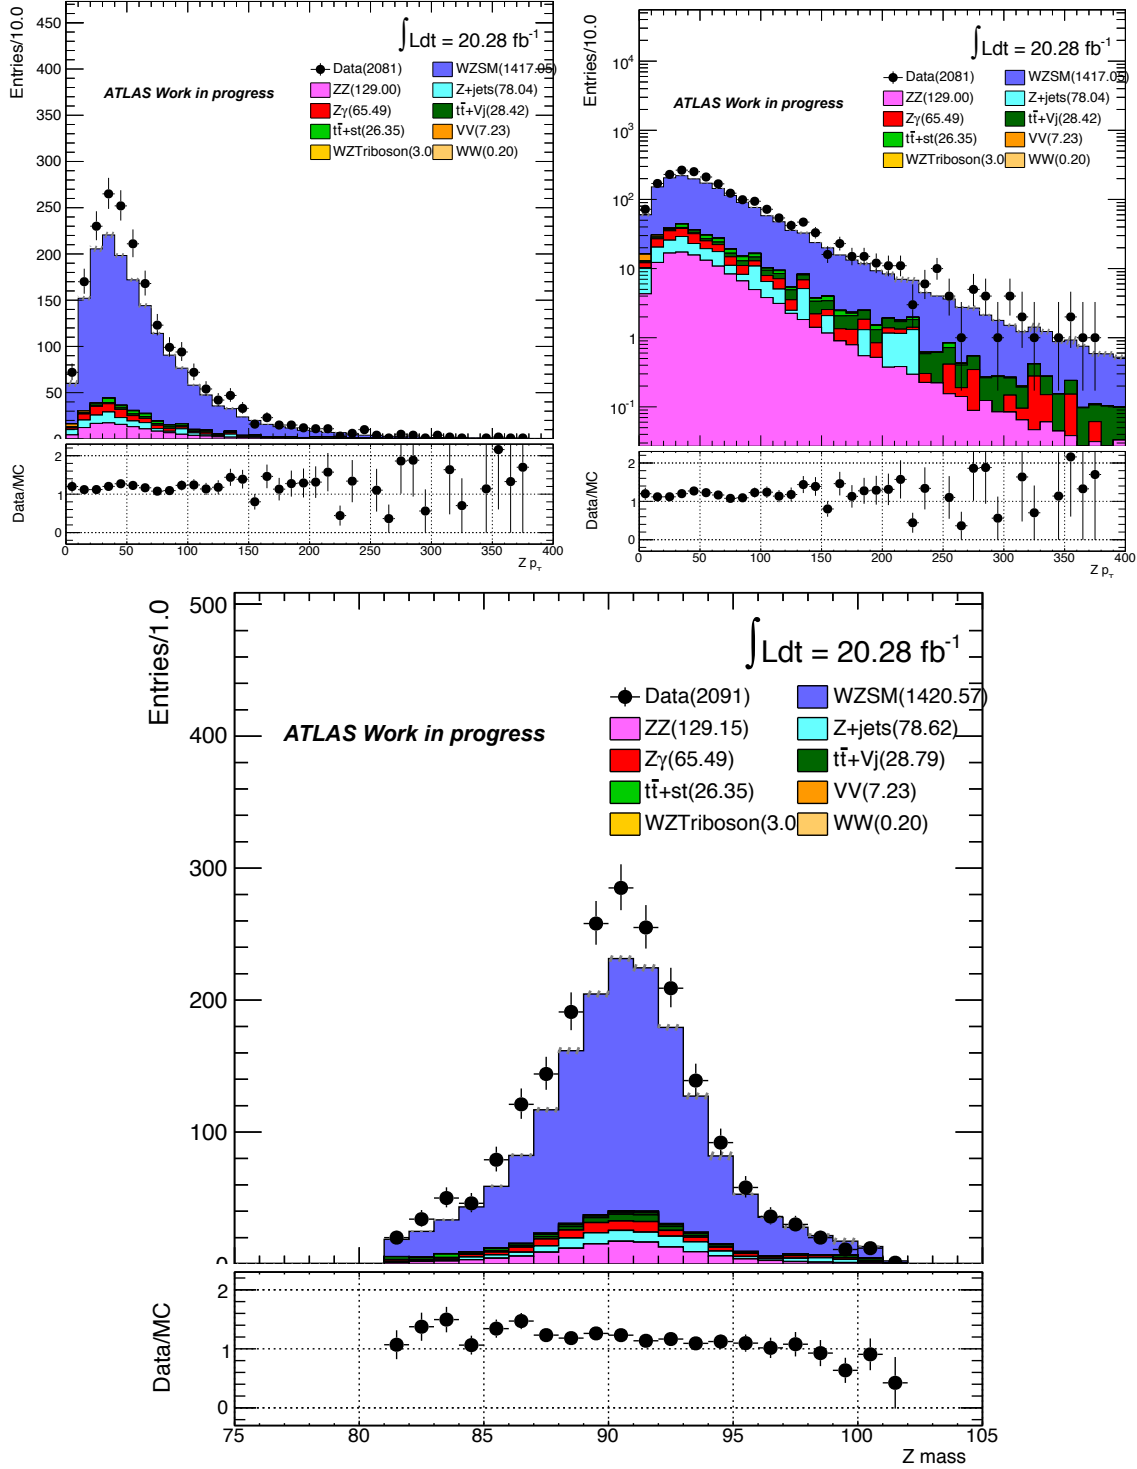 ∫Ldt = 20.28 fb⁻¹
ATLAS Work in progress
Data(2081)
WZSM(1417.05)
ZZ(129.00)
Z+jets(78.04)
Zγ(65.49)
tt̄+Vj(28.42)
tt̄+st(26.35)
VV(7.23)
WZTriboson(3.0
WW(0.20)
Entries/10.0
450
400
350
300
250
200
150
100
50
0
Data/MC
2
1
0
0 50 100 150 200 250 300 350 400
Z p_T
∫Ldt = 20.28 fb⁻¹
ATLAS Work in progress
Data(2081)
WZSM(1417.05)
ZZ(129.00)
Z+jets(78.04)
Zγ(65.49)
tt̄+Vj(28.42)
tt̄+st(26.35)
VV(7.23)
WZTriboson(3.0
WW(0.20)
Entries/10.0
10⁴
10³
10²
10
1
10⁻¹
Data/MC
2
1
0
0 50 100 150 200 250 300 350 400
Z p_T
∫Ldt = 20.28 fb⁻¹
ATLAS Work in progress
Data(2091)
WZSM(1420.57)
ZZ(129.15)
Z+jets(78.62)
Zγ(65.49)
tt̄+Vj(28.79)
tt̄+st(26.35)
VV(7.23)
WZTriboson(3.0
WW(0.20)
Entries/1.0
500
400
300
200
100
0
Data/MC
2
1
0
75 80 85 90 95 100 105
Z mass